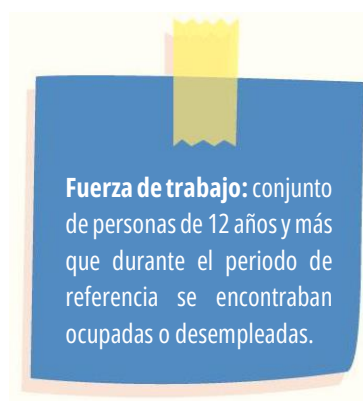 Fuerza de trabajo: conjunto
de personas de 12 años y más
que durante el periodo de
referencia se encontraban
ocupadas o desempleadas.